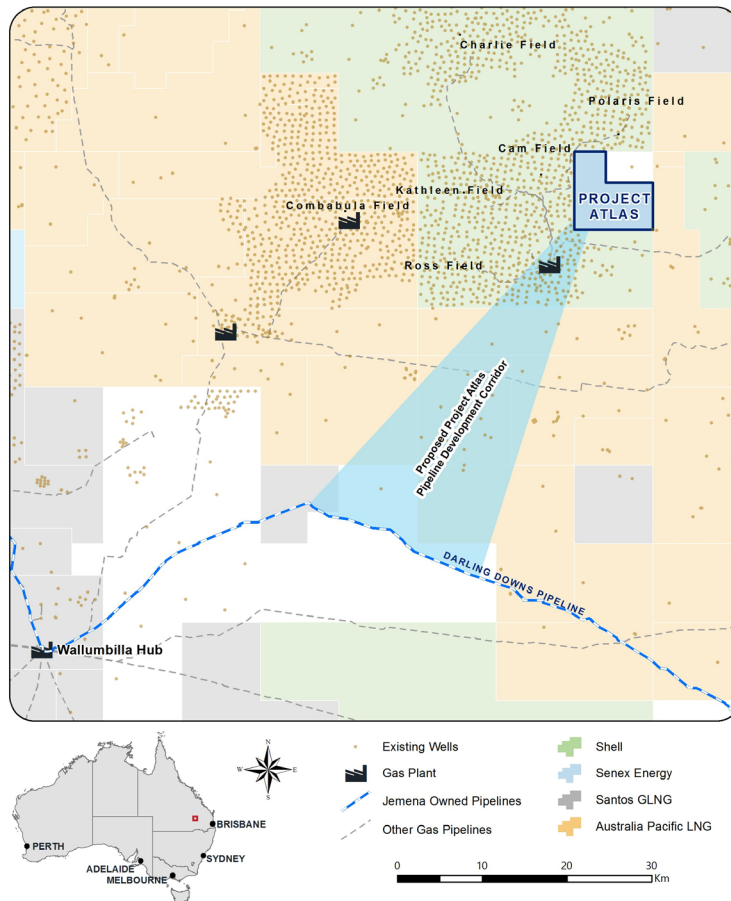 Charlie Field
Polaris Field
Cam Field
Kathleen Field
PROJECT
ATLAS
Combabula Field
Ross Field
Proposed Project Atlas
Pipeline Development Corridor
DARLING DOWNS PIPELINE
Wallumbilla Hub
N
W
E
S
BRISBANE
PERTH
SYDNEY
ADELAIDE
MELBOURNE
Existing Wells
Gas Plant
Jemena Owned Pipelines
Other Gas Pipelines
Shell
Senex Energy
Santos GLNG
Australia Pacific LNG
0 10 20 30
Km